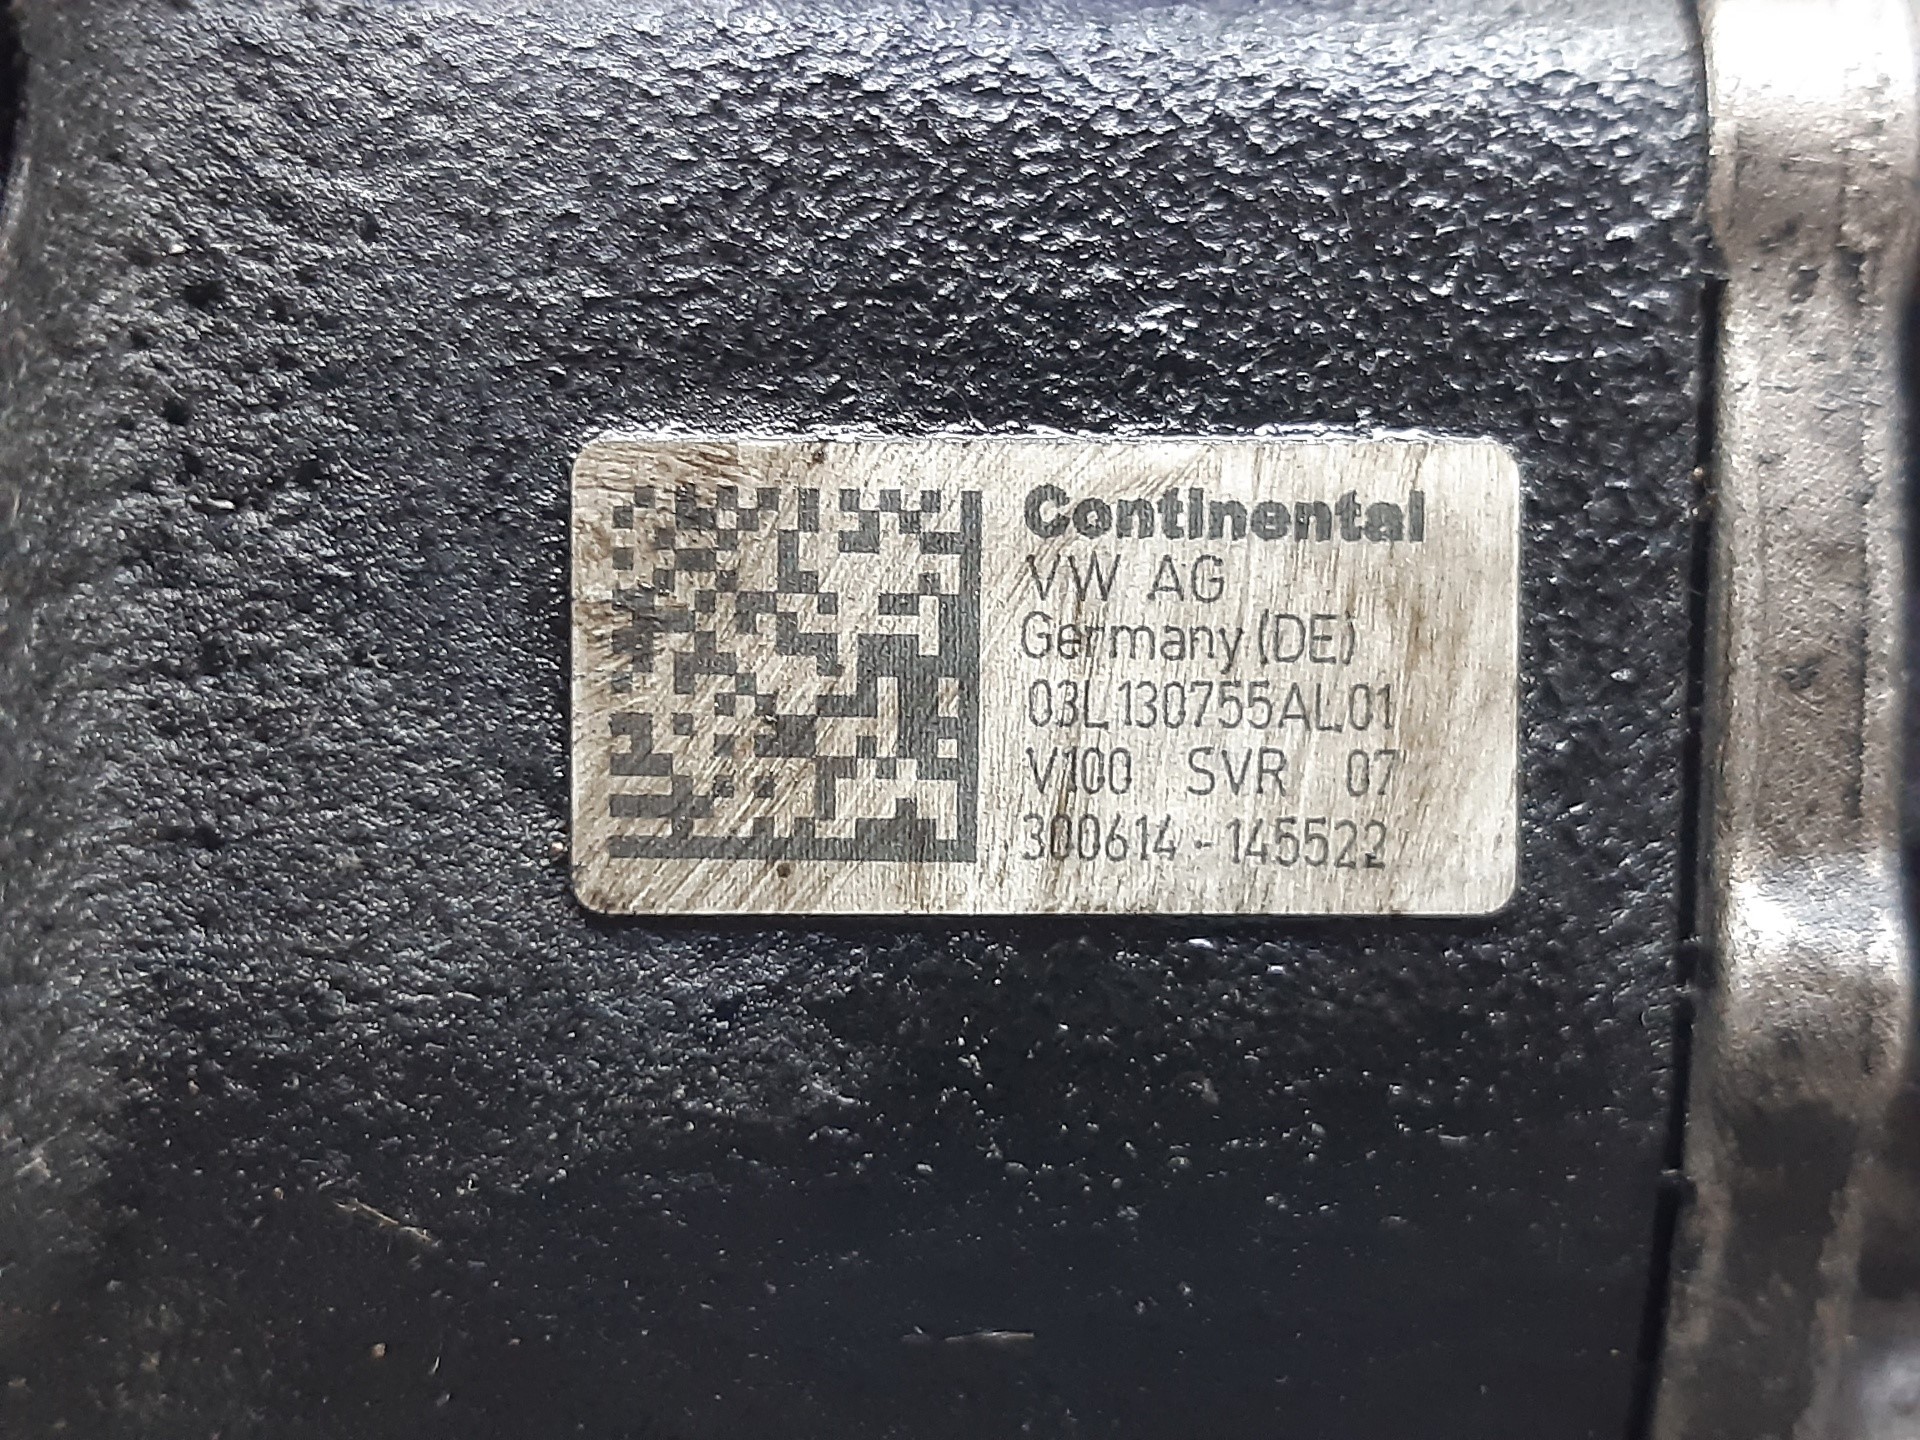 Continental
VW AG
Germany (DE)
03L130755AL01
V100 SVR 07
300614-145522